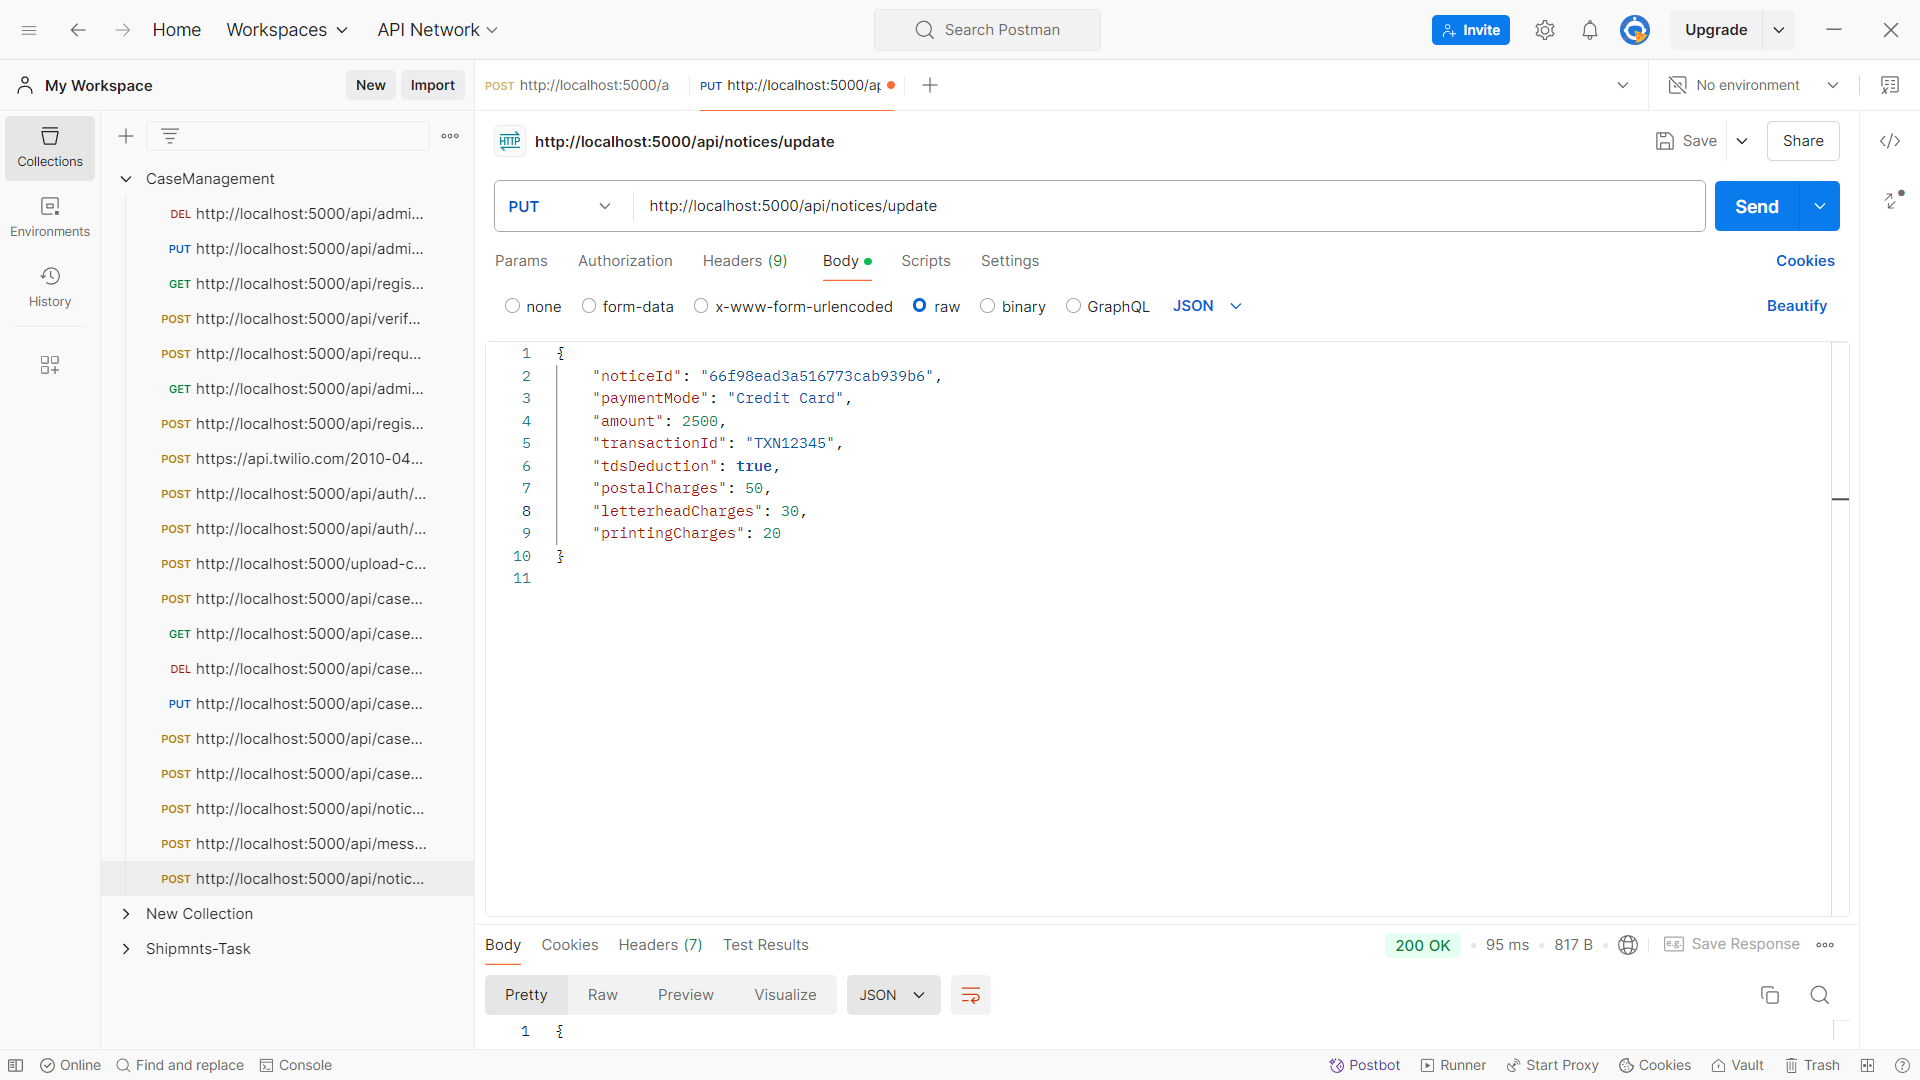 Home
Workspaces
API Network
Search Postman
Invite
Upgrade
My Workspace
New
Import
POST http://localhost:5000/a
PUT http://localhost:5000/ap
No environment
Collections
Environments
History
CaseManagement
DEL http://localhost:5000/api/admi...
PUT http://localhost:5000/api/admi...
GET http://localhost:5000/api/regis...
POST http://localhost:5000/api/verif...
POST http://localhost:5000/api/requ...
GET http://localhost:5000/api/admi...
POST http://localhost:5000/api/regis...
POST https://api.twilio.com/2010-04...
POST http://localhost:5000/api/auth/...
POST http://localhost:5000/api/auth/...
POST http://localhost:5000/upload-c...
POST http://localhost:5000/api/case...
GET http://localhost:5000/api/case...
DEL http://localhost:5000/api/case...
PUT http://localhost:5000/api/case...
POST http://localhost:5000/api/case...
POST http://localhost:5000/api/case...
POST http://localhost:5000/api/notic...
POST http://localhost:5000/api/mess...
POST http://localhost:5000/api/notic...
New Collection
Shipmnts-Task
HTTP http://localhost:5000/api/notices/update
Save
Share
PUT
http://localhost:5000/api/notices/update
Send
Params
Authorization
Headers (9)
Body
Scripts
Settings
Cookies
none
form-data
x-www-form-urlencoded
raw
binary
GraphQL
JSON
Beautify
1 {
2 "noticeId": "66f98ead3a516773cab939b6",
3 "paymentMode": "Credit Card",
4 "amount": 2500,
5 "transactionId": "TXN12345",
6 "tdsDeduction": true,
7 "postalCharges": 50,
8 "letterheadCharges": 30,
9 "printingCharges": 20
10 }
11
Body
Cookies
Headers (7)
Test Results
200 OK
95 ms
817 B
e.g. Save Response
Pretty
Raw
Preview
Visualize
JSON
1 {
Online
Find and replace
Console
Postbot
Runner
Start Proxy
Cookies
Vault
Trash